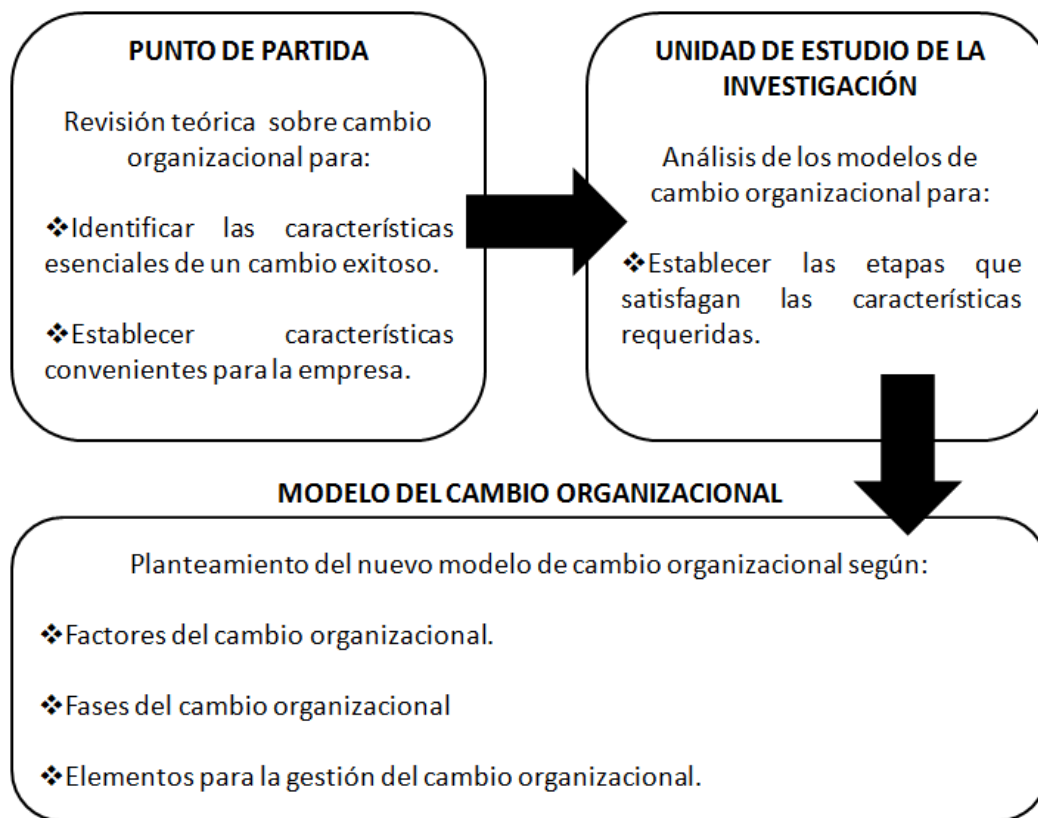 PUNTO DE PARTIDA
Revisión teórica sobre cambio
organizacional para:
❖Identificar las características
esenciales de un cambio exitoso.
❖Establecer características
convenientes para la empresa.
UNIDAD DE ESTUDIO DE LA
INVESTIGACIÓN
Análisis de los modelos de
cambio organizacional para:
❖Establecer las etapas que
satisfagan las características
requeridas.
MODELO DEL CAMBIO ORGANIZACIONAL
Planteamiento del nuevo modelo de cambio organizacional según:
❖Factores del cambio organizacional.
❖Fases del cambio organizacional
❖Elementos para la gestión del cambio organizacional.